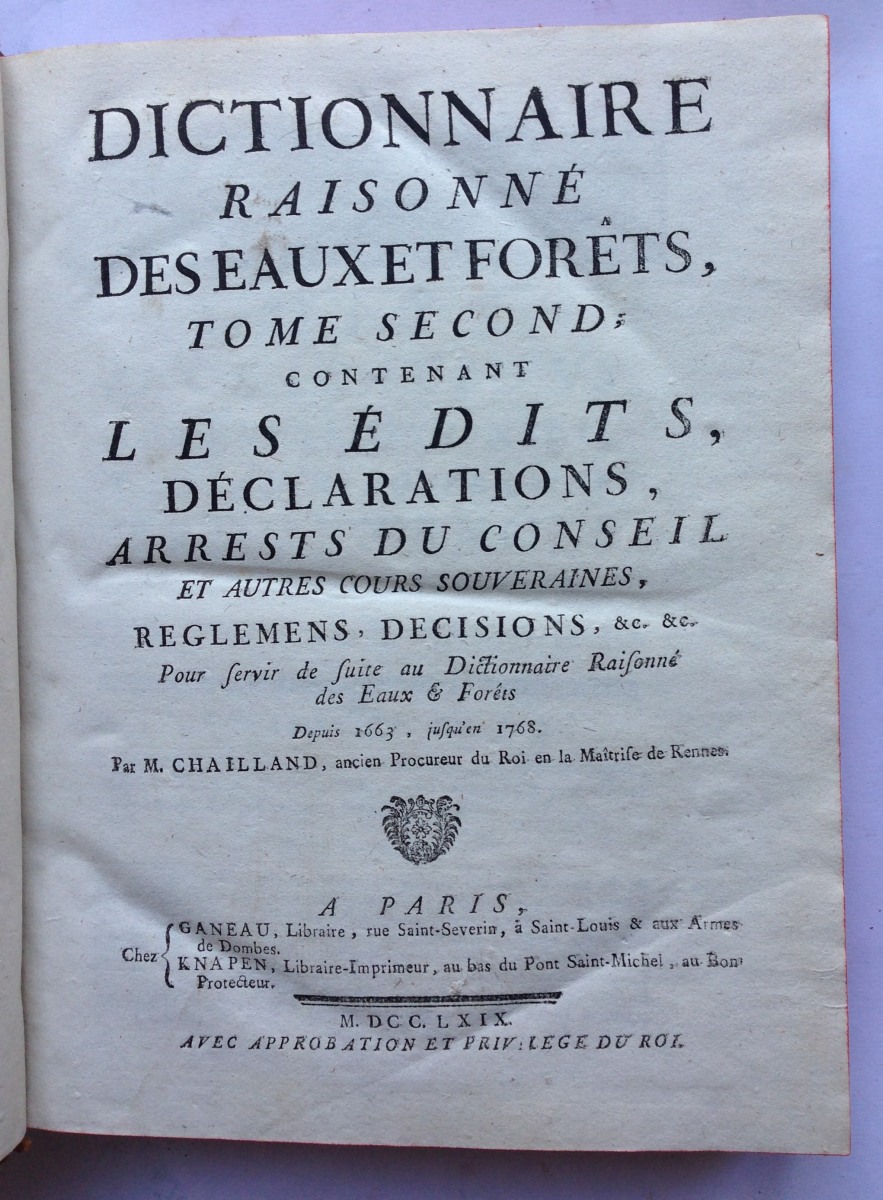 DICTIONNAIRE
RAISONNÉ
DES EAUX ET FORÊTS,
TOME SECOND;
CONTENANT
LES ÉDITS,
DÉCLARATIONS,
ARRESTS DU CONSEIL
ET AUTRES COURS SOUVERAINES,
REGLEMENS, DECISIONS, &c. &c.
Pour ſervir de ſuite au Dictionnaire Raiſonné
des Eaux & Foréts
Depuis 1663, juſqu'en 1768.
Par M. CHAILLAND, ancien Procureur du Roi en la Maîtriſe de Rennes.
A PARIS,
Chez GANEAU, Libraire, rue Saint-Severin, à Saint-Louis & aux Armes
de Dombes.
KNAPEN, Libraire-Imprimeur, au bas du Pont Saint-Michel, au Bon
Protecteur.
M. DCC. LXIX.
AVEC APPROBATION ET PRIVILEGE DU ROI.